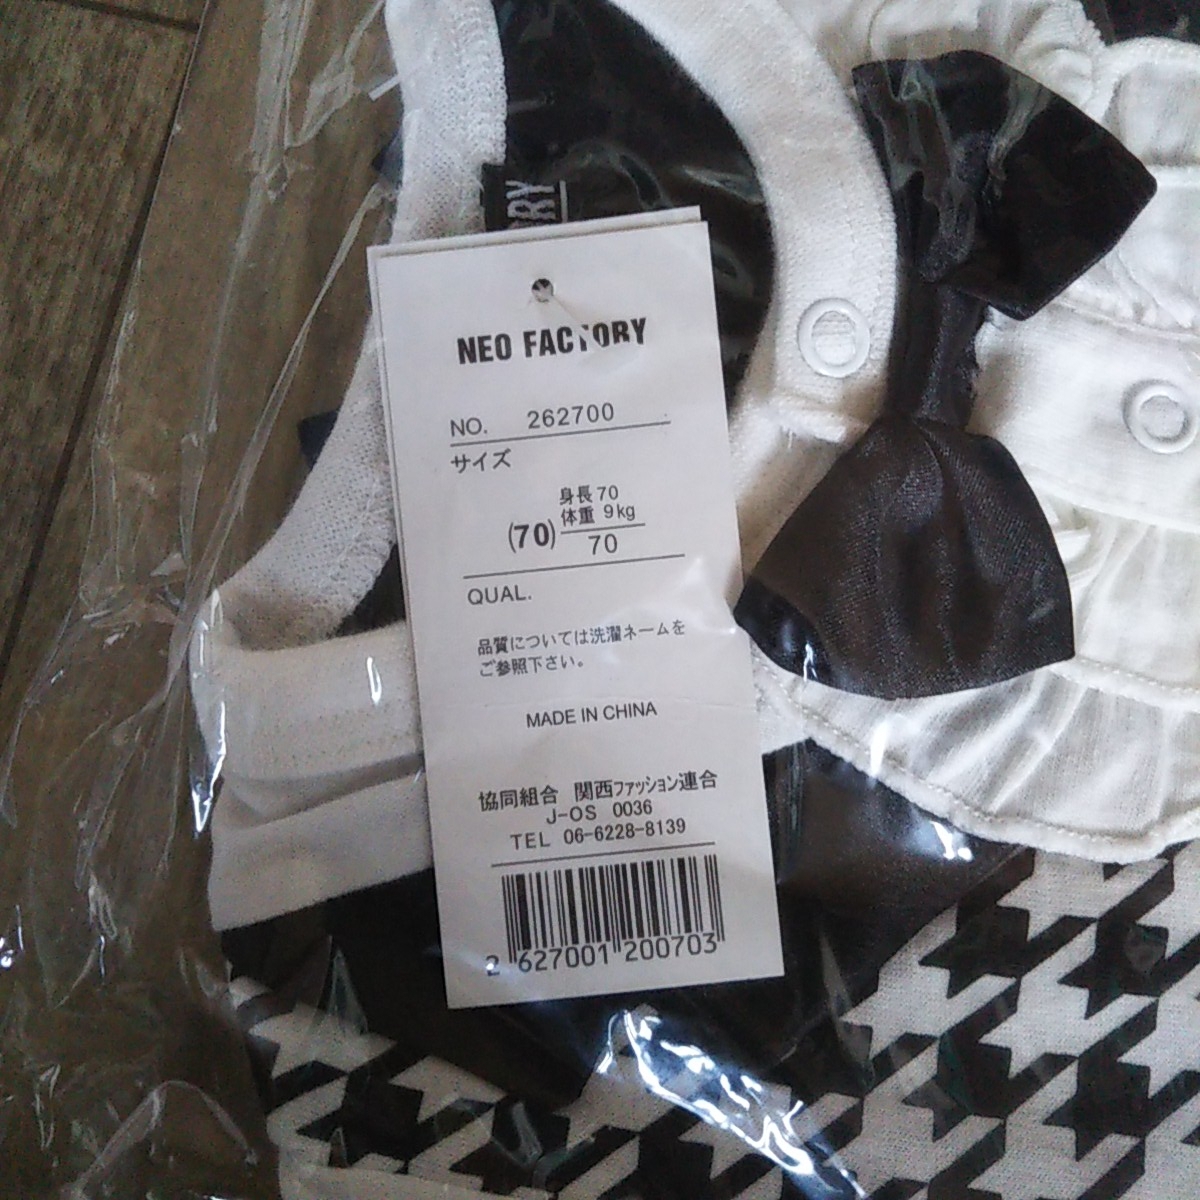 NEO FACTORY
NO. 262700
サイズ
身長 70
(70) 体重 9kg
70
QUAL.
品質については洗濯ネームを
ご参照下さい。
MADE IN CHINA
協同組合 関西ファッション連合
J-OS 0036
TEL 06-6228-8139
2 627001 200703